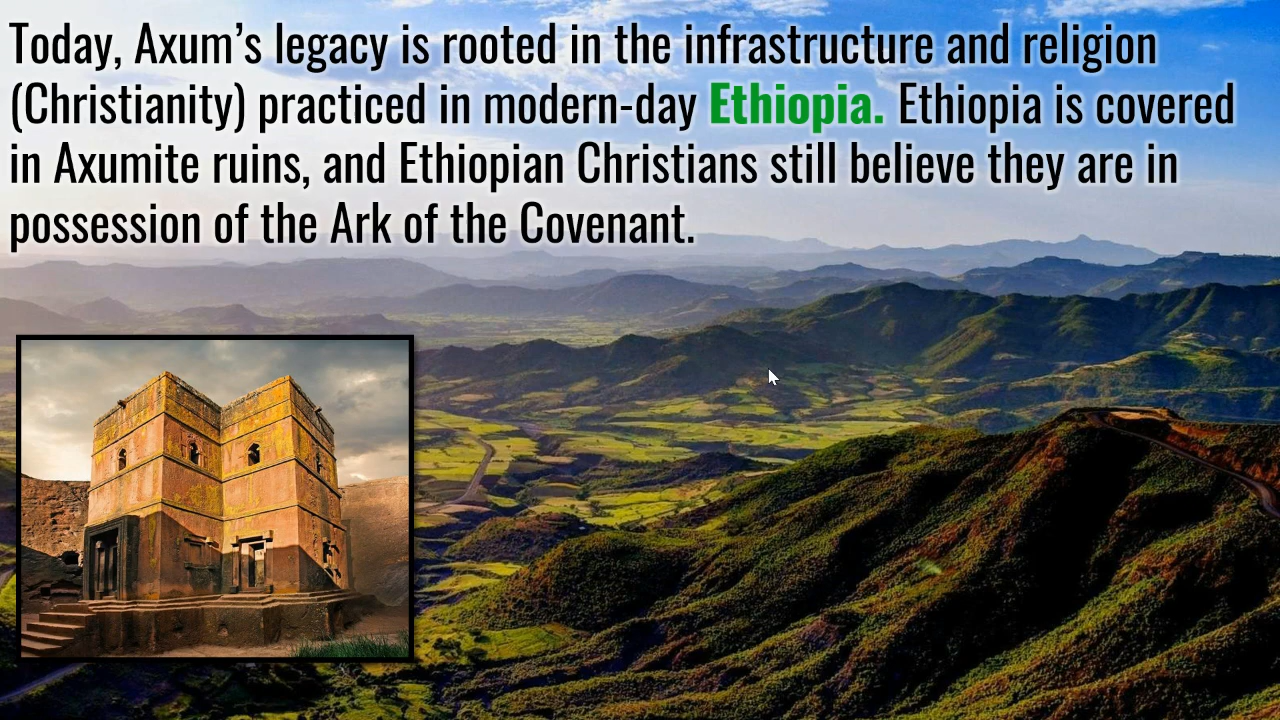 Today, Axum’s legacy is rooted in the infrastructure and religion
(Christianity) practiced in modern-day Ethiopia. Ethiopia is covered
in Axumite ruins, and Ethiopian Christians still believe they are in
possession of the Ark of the Covenant.